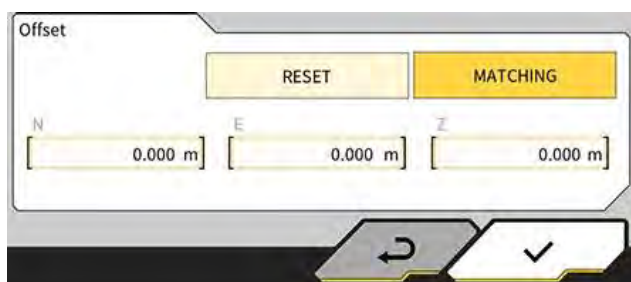 Offset
RESET MATCHING
N E Z
0.000 m 0.000 m 0.000 m